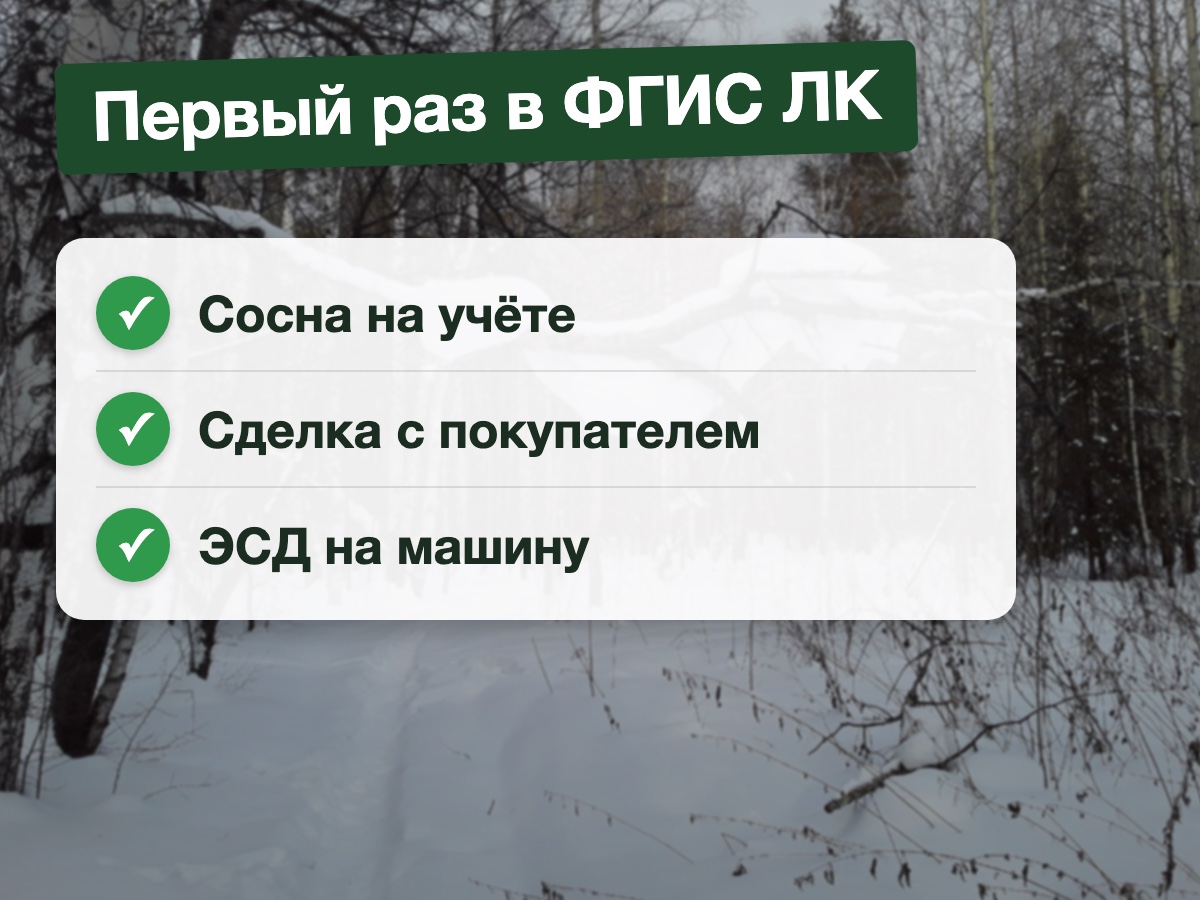 Первый раз в ФГИС ЛК
Сосна на учёте
Сделка с покупателем
ЭСД на машину